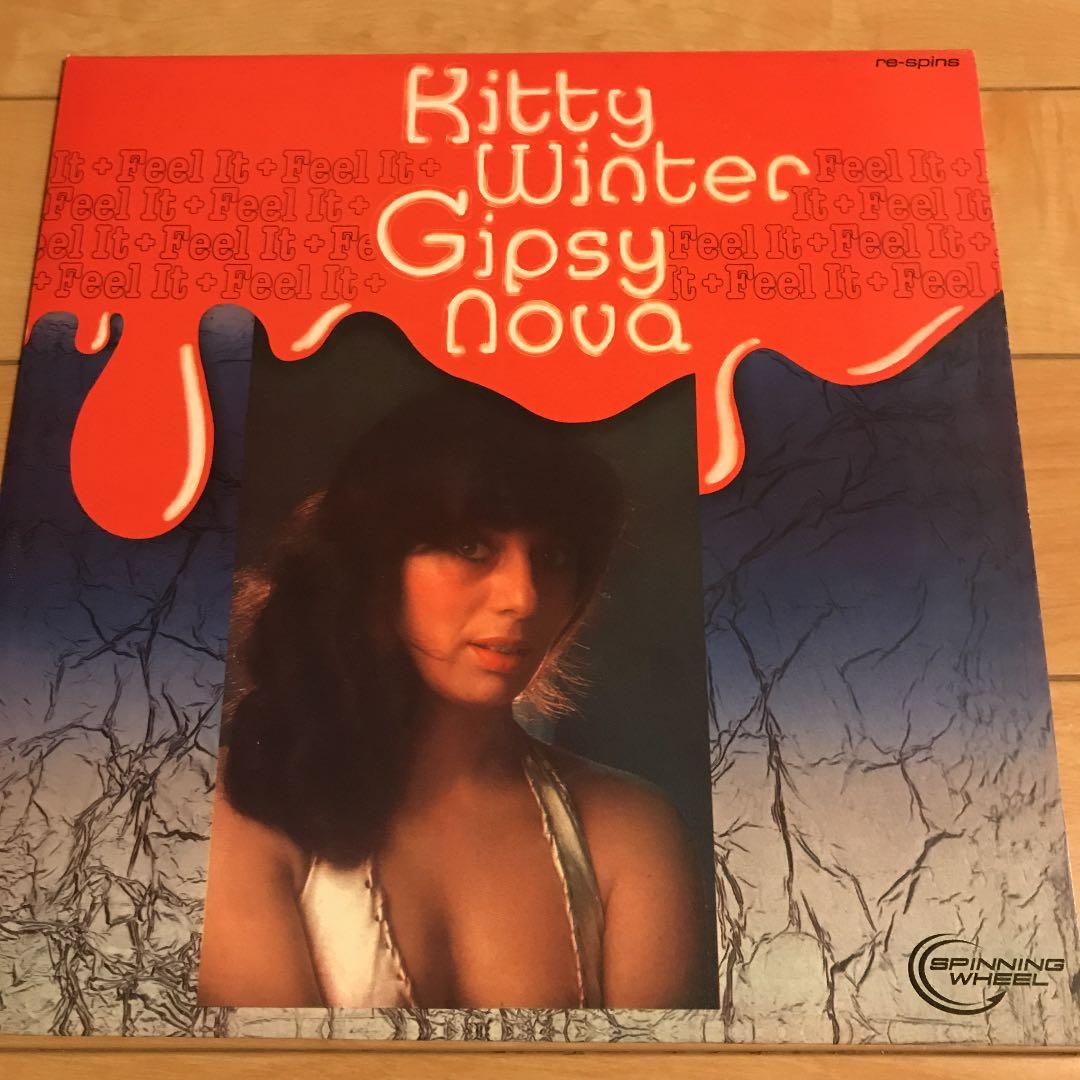 re-spins
Kitty
Winter
Gipsy
Nova
It + Feel It + Feel It +
Feel It +
Feel It + Feel It +
It + Feel It
el It + Feel It + Fe
Feel It + Feel It +
+ Feel It + Feel It +
It + Feel It + Feel
SPINNING
WHEEL